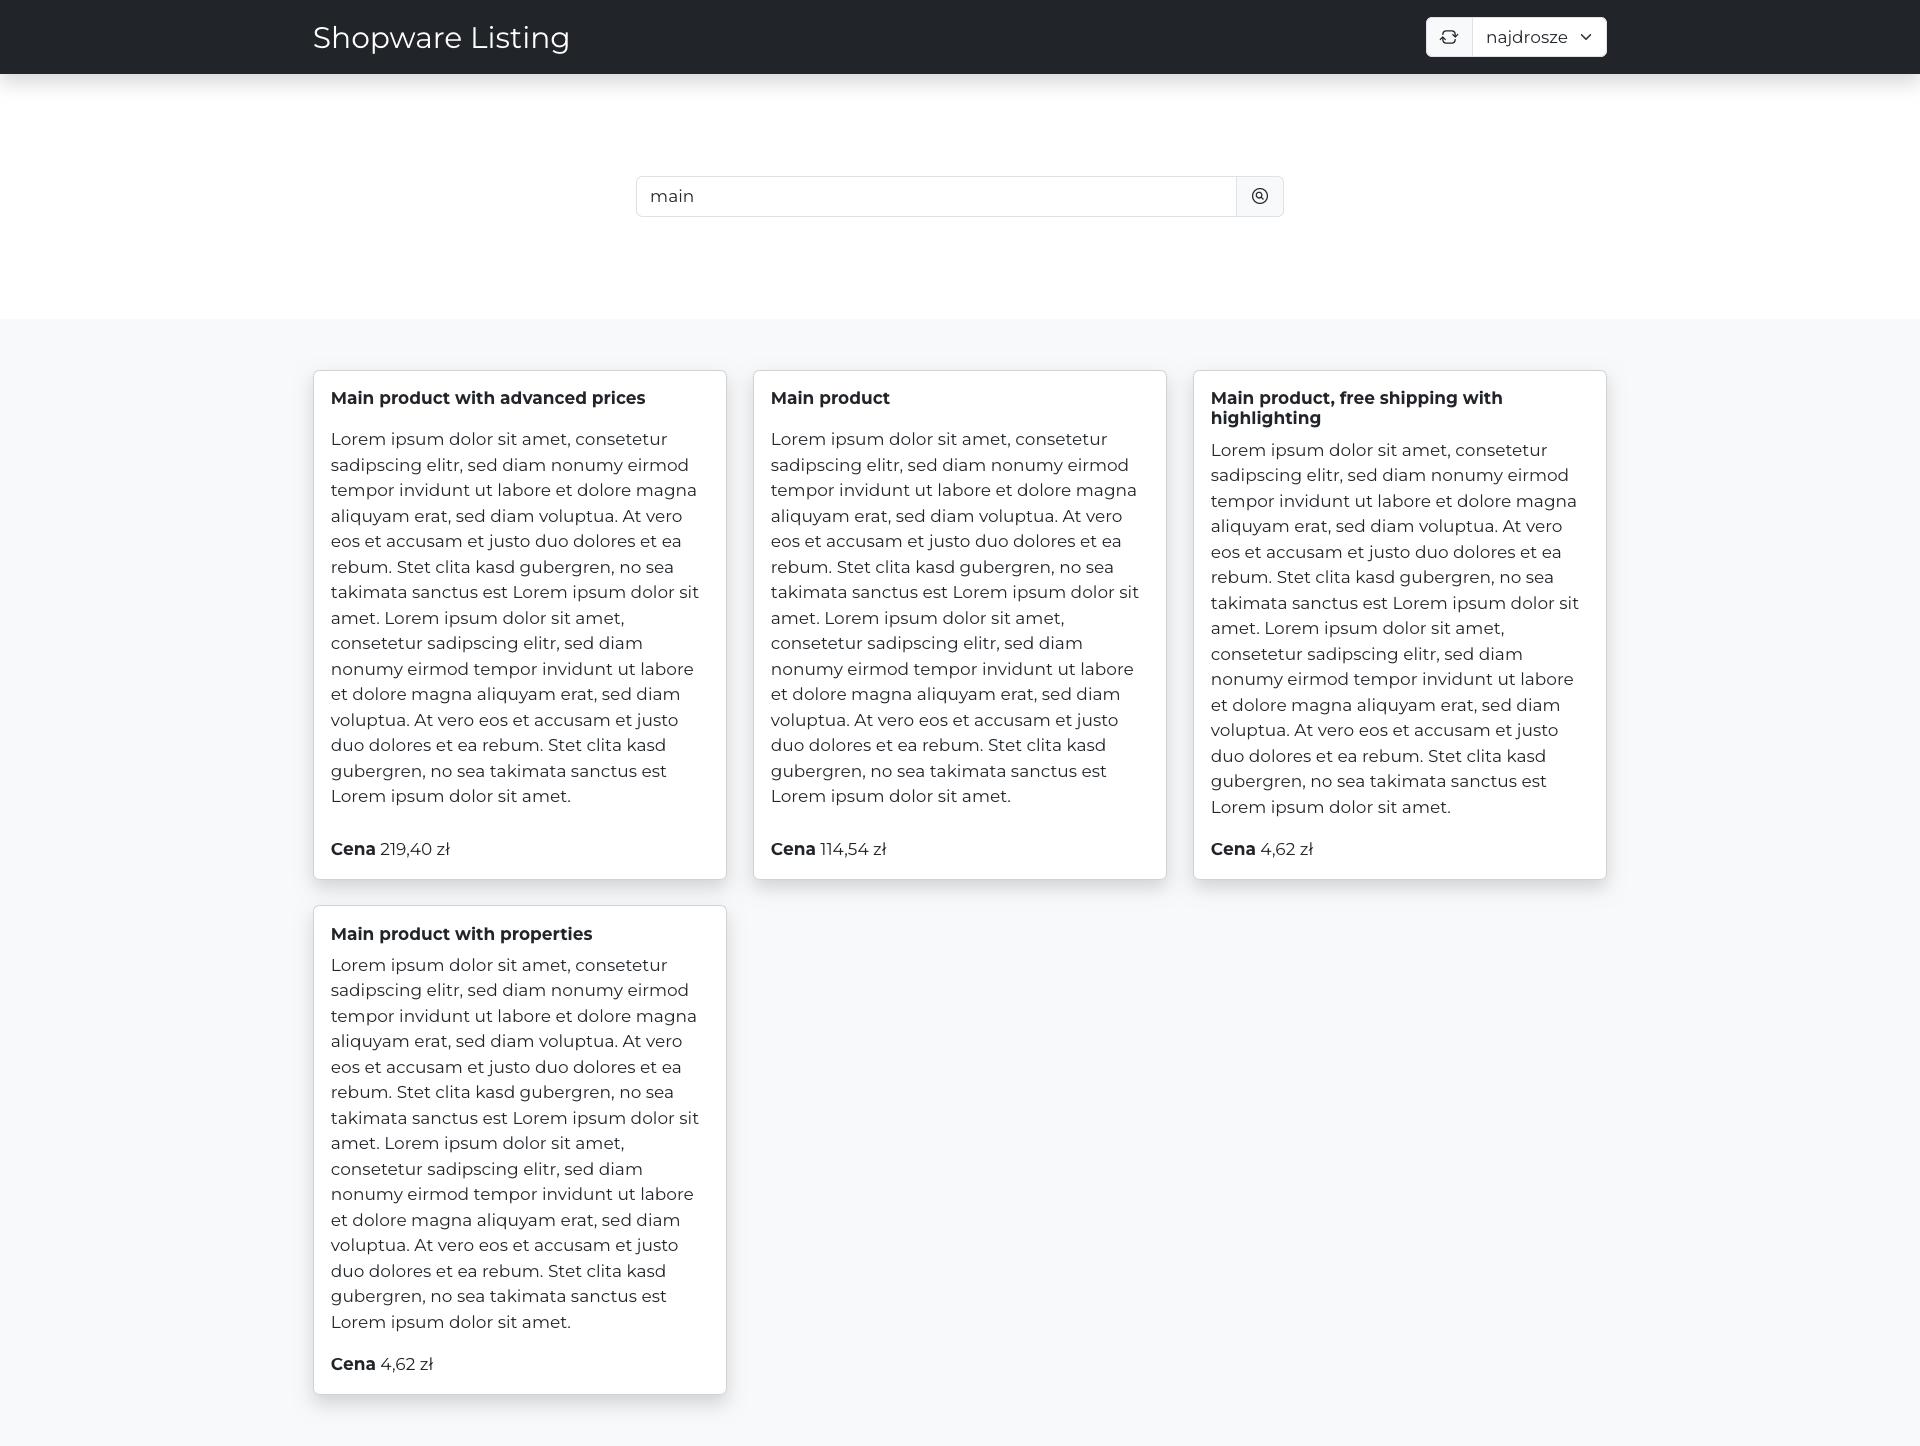 Shopware Listing
najdrosze
main
Main product with advanced prices
Lorem ipsum dolor sit amet, consetetur
sadipscing elitr, sed diam nonumy eirmod
tempor invidunt ut labore et dolore magna
aliquyam erat, sed diam voluptua. At vero
eos et accusam et justo duo dolores et ea
rebum. Stet clita kasd gubergren, no sea
takimata sanctus est Lorem ipsum dolor sit
amet. Lorem ipsum dolor sit amet,
consetetur sadipscing elitr, sed diam
nonumy eirmod tempor invidunt ut labore
et dolore magna aliquyam erat, sed diam
voluptua. At vero eos et accusam et justo
duo dolores et ea rebum. Stet clita kasd
gubergren, no sea takimata sanctus est
Lorem ipsum dolor sit amet.
Cena 219,40 zł
Main product
Lorem ipsum dolor sit amet, consetetur
sadipscing elitr, sed diam nonumy eirmod
tempor invidunt ut labore et dolore magna
aliquyam erat, sed diam voluptua. At vero
eos et accusam et justo duo dolores et ea
rebum. Stet clita kasd gubergren, no sea
takimata sanctus est Lorem ipsum dolor sit
amet. Lorem ipsum dolor sit amet,
consetetur sadipscing elitr, sed diam
nonumy eirmod tempor invidunt ut labore
et dolore magna aliquyam erat, sed diam
voluptua. At vero eos et accusam et justo
duo dolores et ea rebum. Stet clita kasd
gubergren, no sea takimata sanctus est
Lorem ipsum dolor sit amet.
Cena 114,54 zł
Main product, free shipping with
highlighting
Lorem ipsum dolor sit amet, consetetur
sadipscing elitr, sed diam nonumy eirmod
tempor invidunt ut labore et dolore magna
aliquyam erat, sed diam voluptua. At vero
eos et accusam et justo duo dolores et ea
rebum. Stet clita kasd gubergren, no sea
takimata sanctus est Lorem ipsum dolor sit
amet. Lorem ipsum dolor sit amet,
consetetur sadipscing elitr, sed diam
nonumy eirmod tempor invidunt ut labore
et dolore magna aliquyam erat, sed diam
voluptua. At vero eos et accusam et justo
duo dolores et ea rebum. Stet clita kasd
gubergren, no sea takimata sanctus est
Lorem ipsum dolor sit amet.
Cena 4,62 zł
Main product with properties
Lorem ipsum dolor sit amet, consetetur
sadipscing elitr, sed diam nonumy eirmod
tempor invidunt ut labore et dolore magna
aliquyam erat, sed diam voluptua. At vero
eos et accusam et justo duo dolores et ea
rebum. Stet clita kasd gubergren, no sea
takimata sanctus est Lorem ipsum dolor sit
amet. Lorem ipsum dolor sit amet,
consetetur sadipscing elitr, sed diam
nonumy eirmod tempor invidunt ut labore
et dolore magna aliquyam erat, sed diam
voluptua. At vero eos et accusam et justo
duo dolores et ea rebum. Stet clita kasd
gubergren, no sea takimata sanctus est
Lorem ipsum dolor sit amet.
Cena 4,62 zł